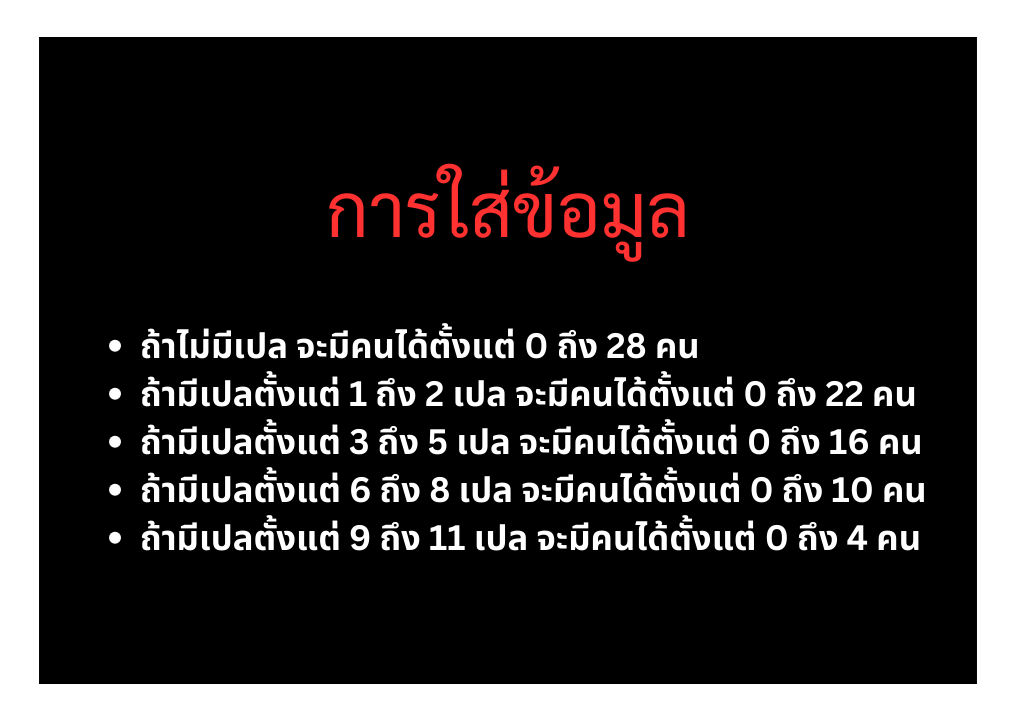 การใส่ข้อมูล
• ถ้าไม่มีเปล จะมีคนได้ตั้งแต่ 0 ถึง 28 คน
• ถ้ามีเปลตั้งแต่ 1 ถึง 2 เปล จะมีคนได้ตั้งแต่ 0 ถึง 22 คน
• ถ้ามีเปลตั้งแต่ 3 ถึง 5 เปล จะมีคนได้ตั้งแต่ 0 ถึง 16 คน
• ถ้ามีเปลตั้งแต่ 6 ถึง 8 เปล จะมีคนได้ตั้งแต่ 0 ถึง 10 คน
• ถ้ามีเปลตั้งแต่ 9 ถึง 11 เปล จะมีคนได้ตั้งแต่ 0 ถึง 4 คน